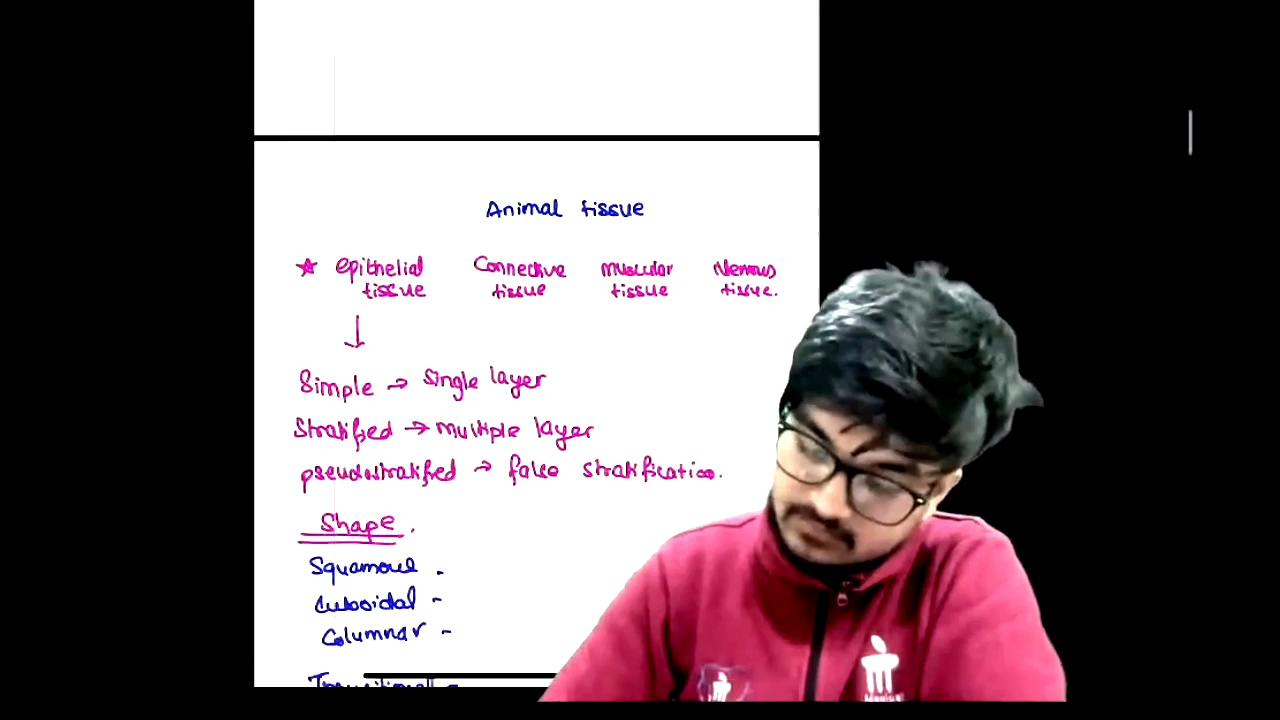 Animal tissue
☆ epithelial tissue
Connective tissue
muscular tissue
Nervous tissue.
Simple → Single layer
Stratified → multiple layer
pseudostratified → false stratification.
Shape.
Squamous -
Cuboidal -
Columnar -
Transitional -